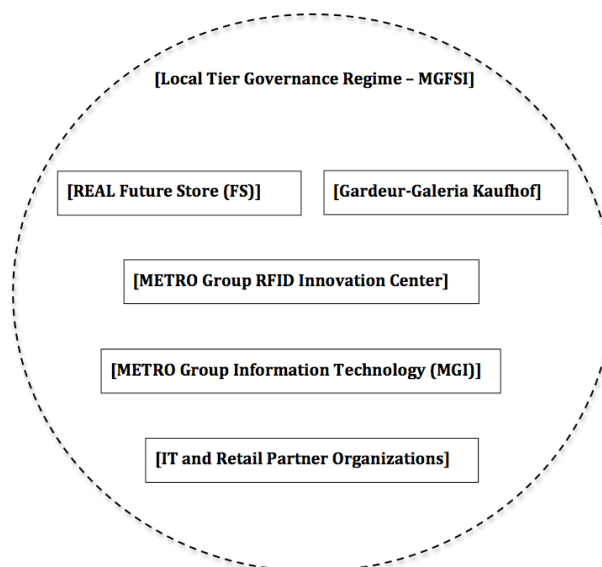 [Local Tier Governance Regime – MGFSI]
[REAL Future Store (FS)]
[Gardeur-Galeria Kaufhof]
[METRO Group RFID Innovation Center]
[METRO Group Information Technology (MGI)]
[IT and Retail Partner Organizations]